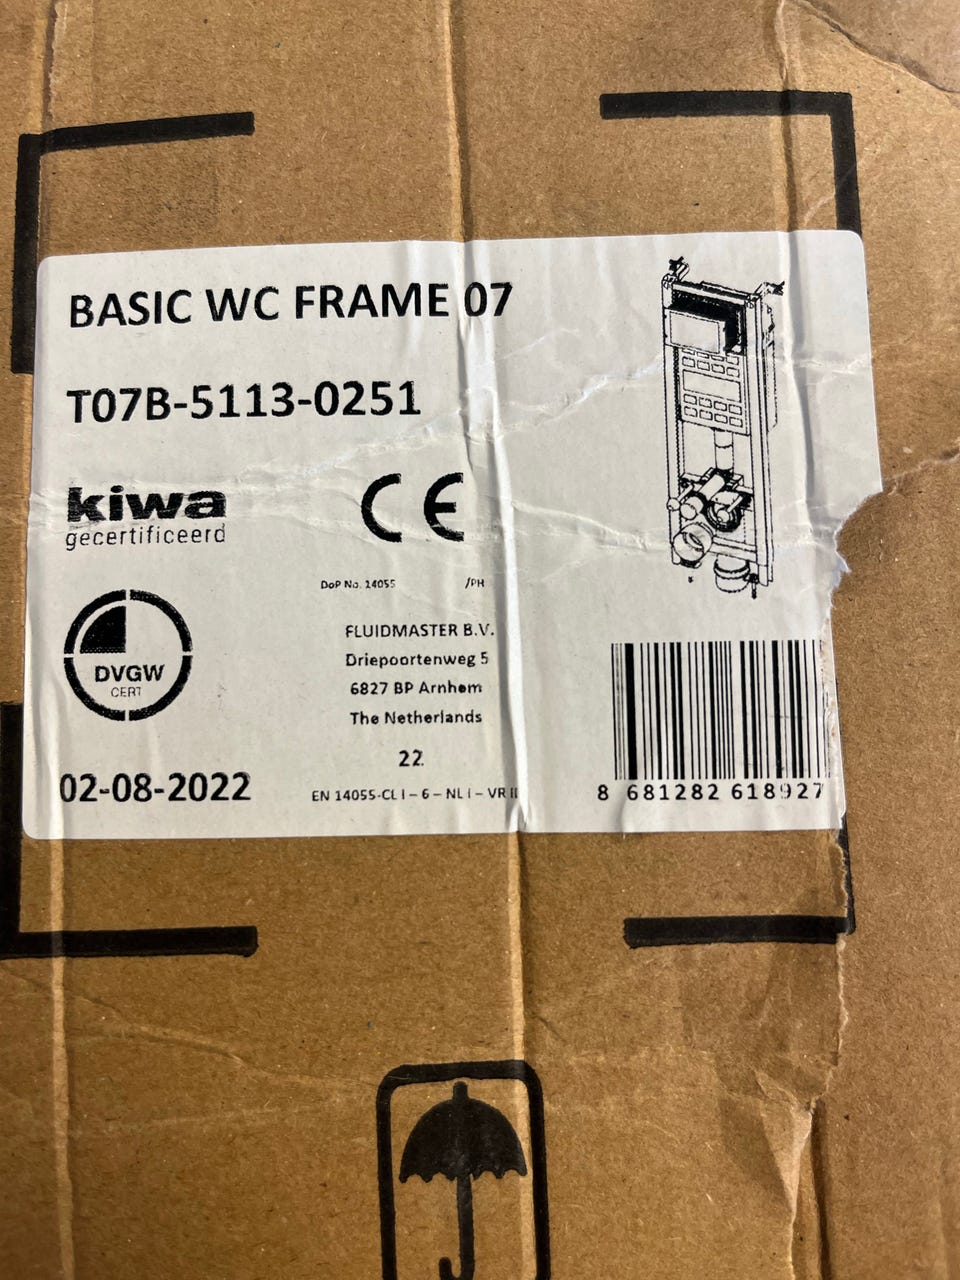 BASIC WC FRAME 07
T07B-5113-0251
kiwa
gecertificeerd
CE
DoP No. 14055 /PH
DVGW
CERT
FLUIDMASTER B.V.
Driepoortenweg 5
6827 BP Arnhem
The Netherlands
22
02-08-2022
EN 14055-CL I – 6 – NL I – VR II
8 681282 618927